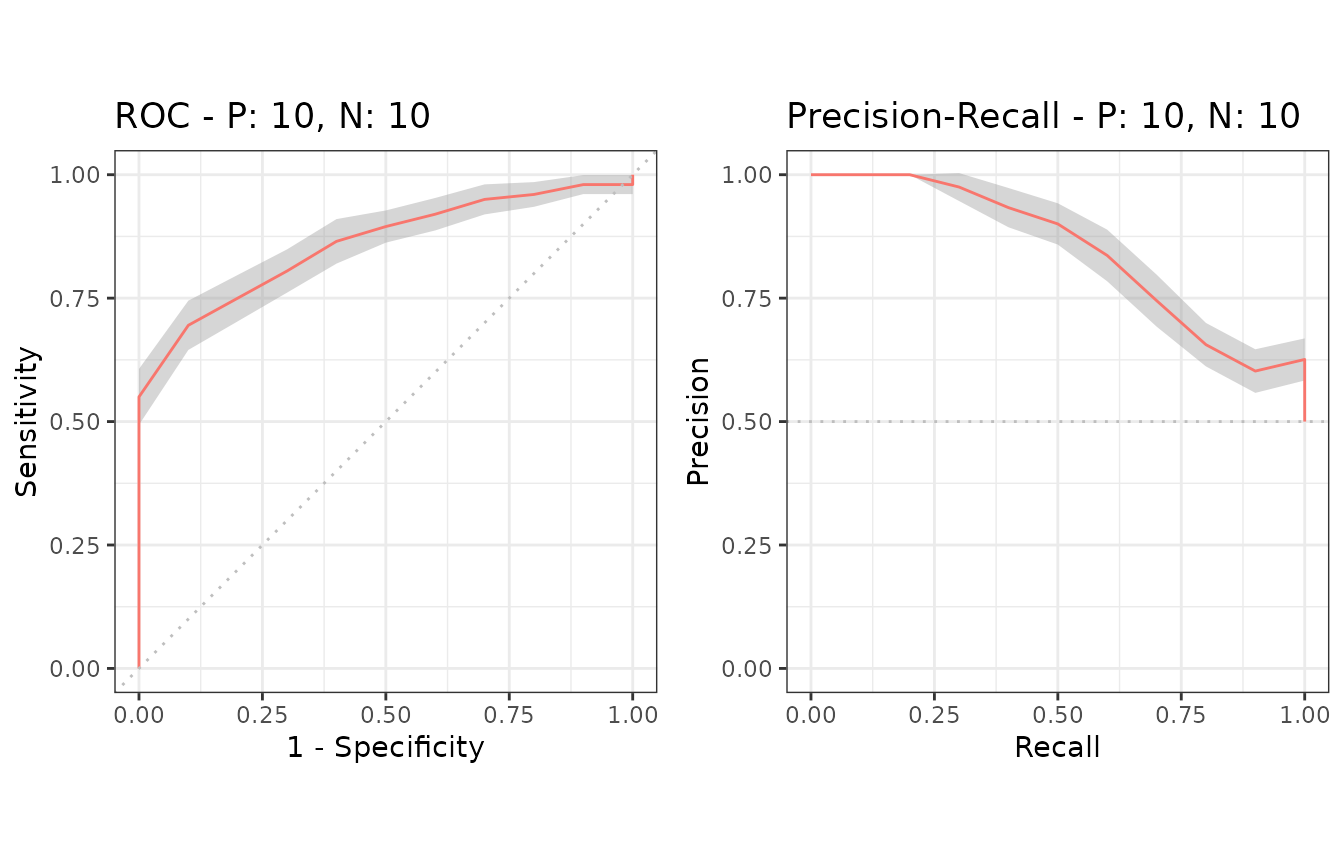 ROC - P: 10, N: 10
Sensitivity
1.00
0.75
0.50
0.25
0.00
0.00 0.25 0.50 0.75 1.00
1 - Specificity
Precision-Recall - P: 10, N: 10
Precision
1.00
0.75
0.50
0.25
0.00
0.00 0.25 0.50 0.75 1.00
Recall